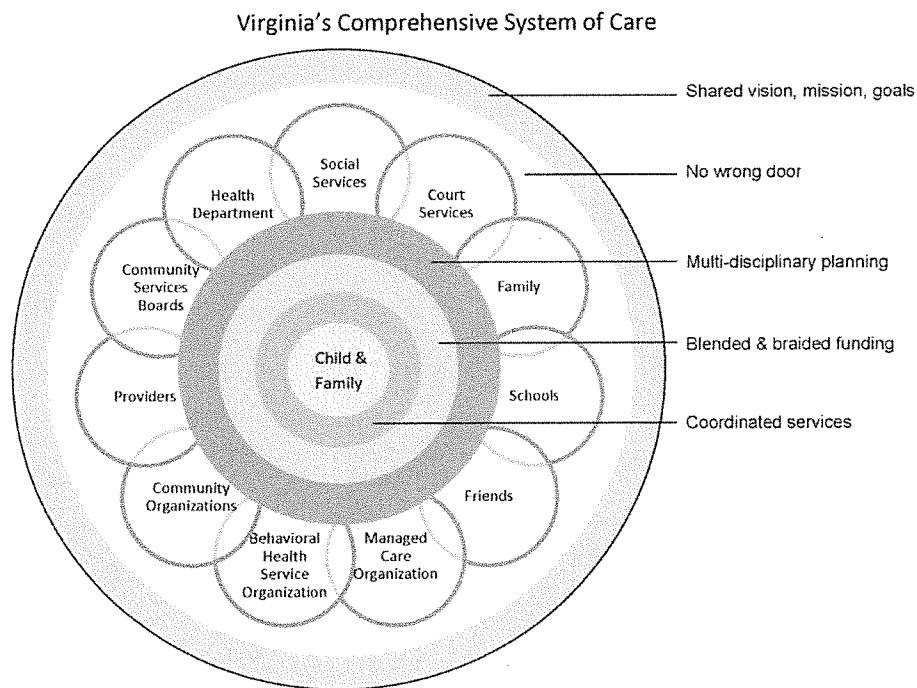 Virginia's Comprehensive System of Care
Shared vision, mission, goals
No wrong door
Multi-disciplinary planning
Blended & braided funding
Coordinated services
Social
Services
Court
Services
Family
Schools
Friends
Managed
Care
Organization
Behavioral
Health
Service
Organization
Community
Organizations
Providers
Community
Services
Boards
Health
Department
Child &
Family